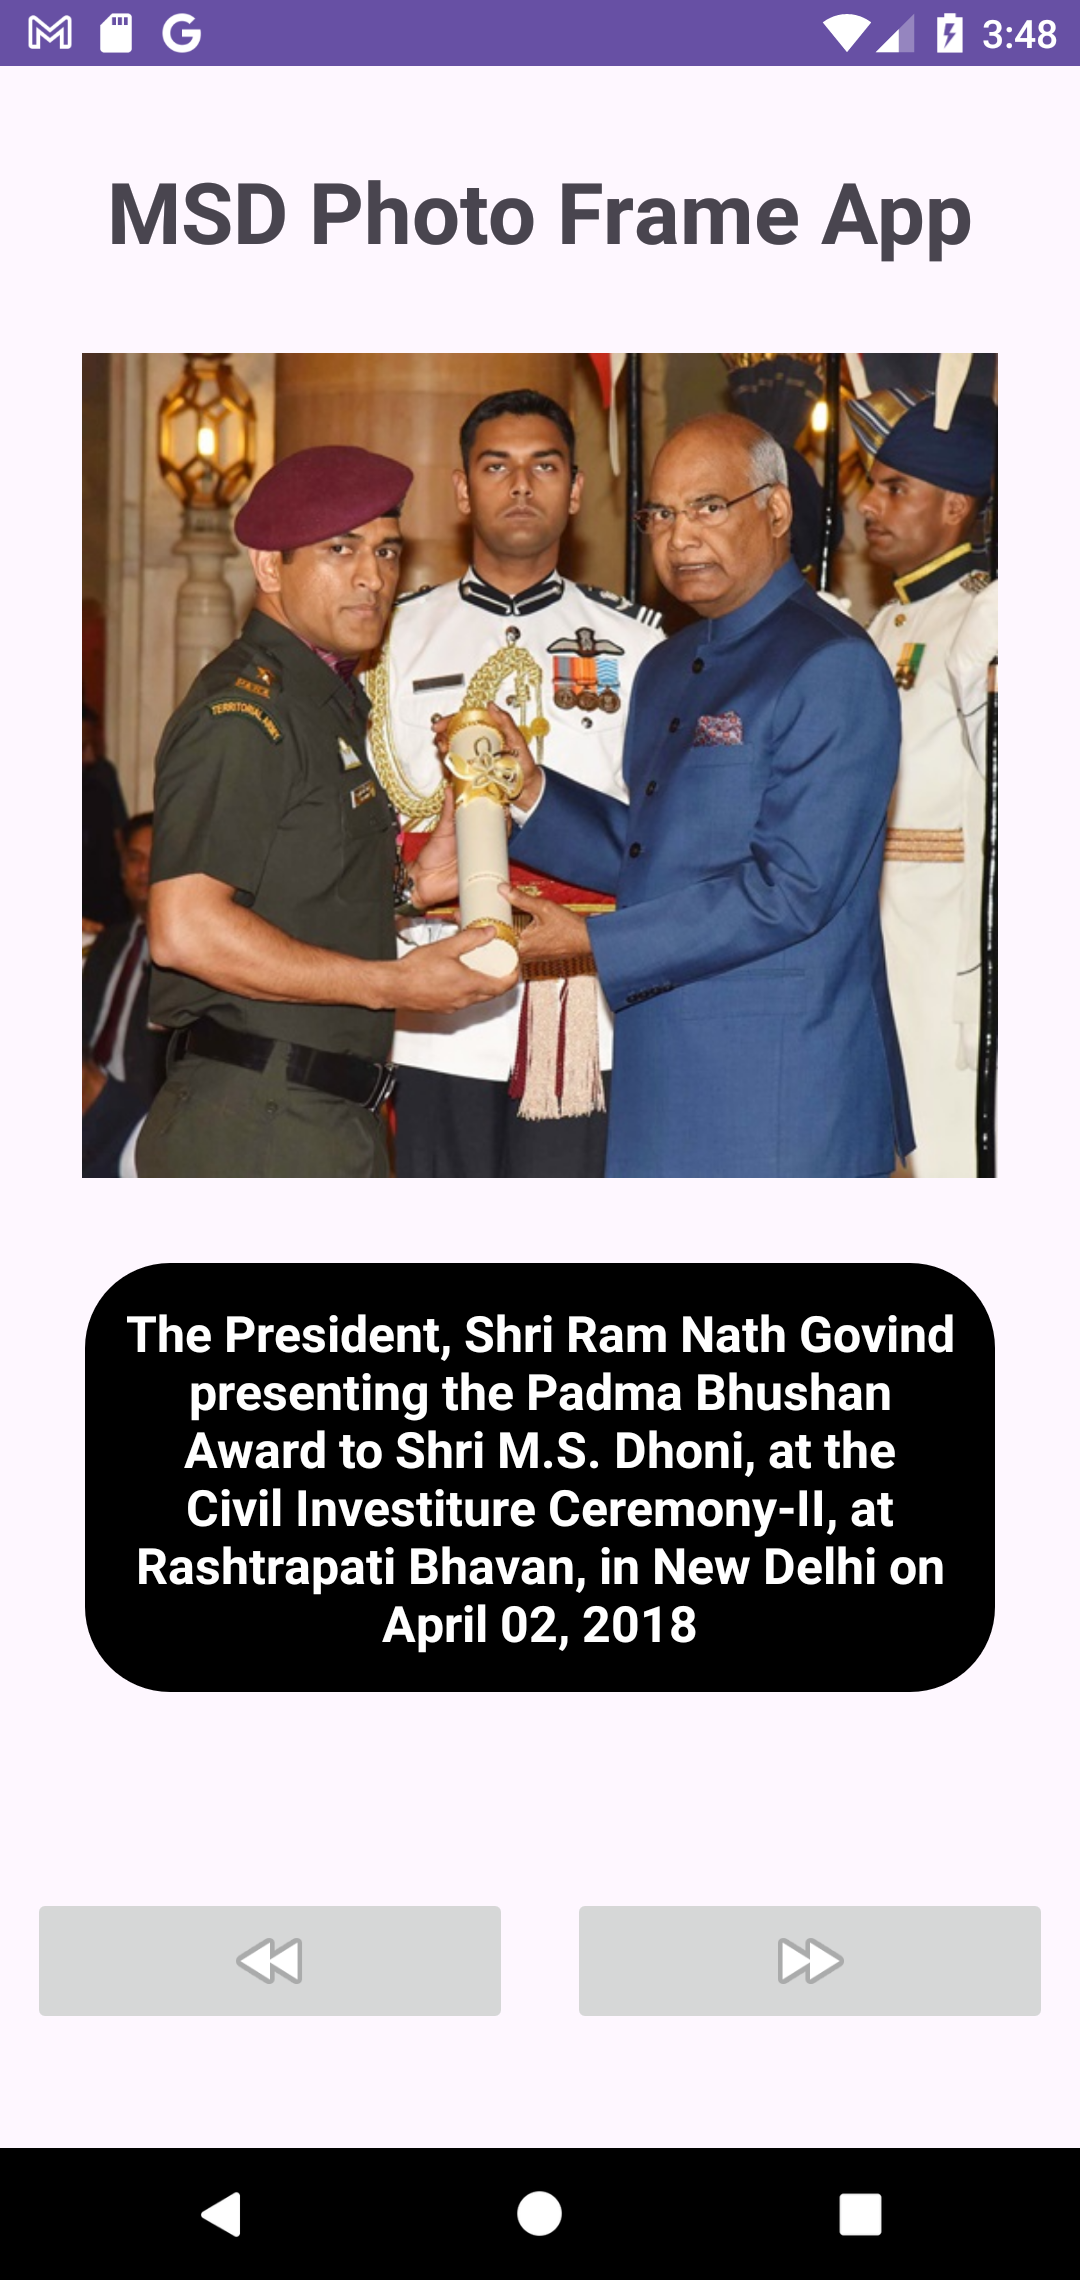 3:48
MSD Photo Frame App
TERRITORIAL ARMY
The President, Shri Ram Nath Govind
presenting the Padma Bhushan
Award to Shri M.S. Dhoni, at the
Civil Investiture Ceremony-II, at
Rashtrapati Bhavan, in New Delhi on
April 02, 2018